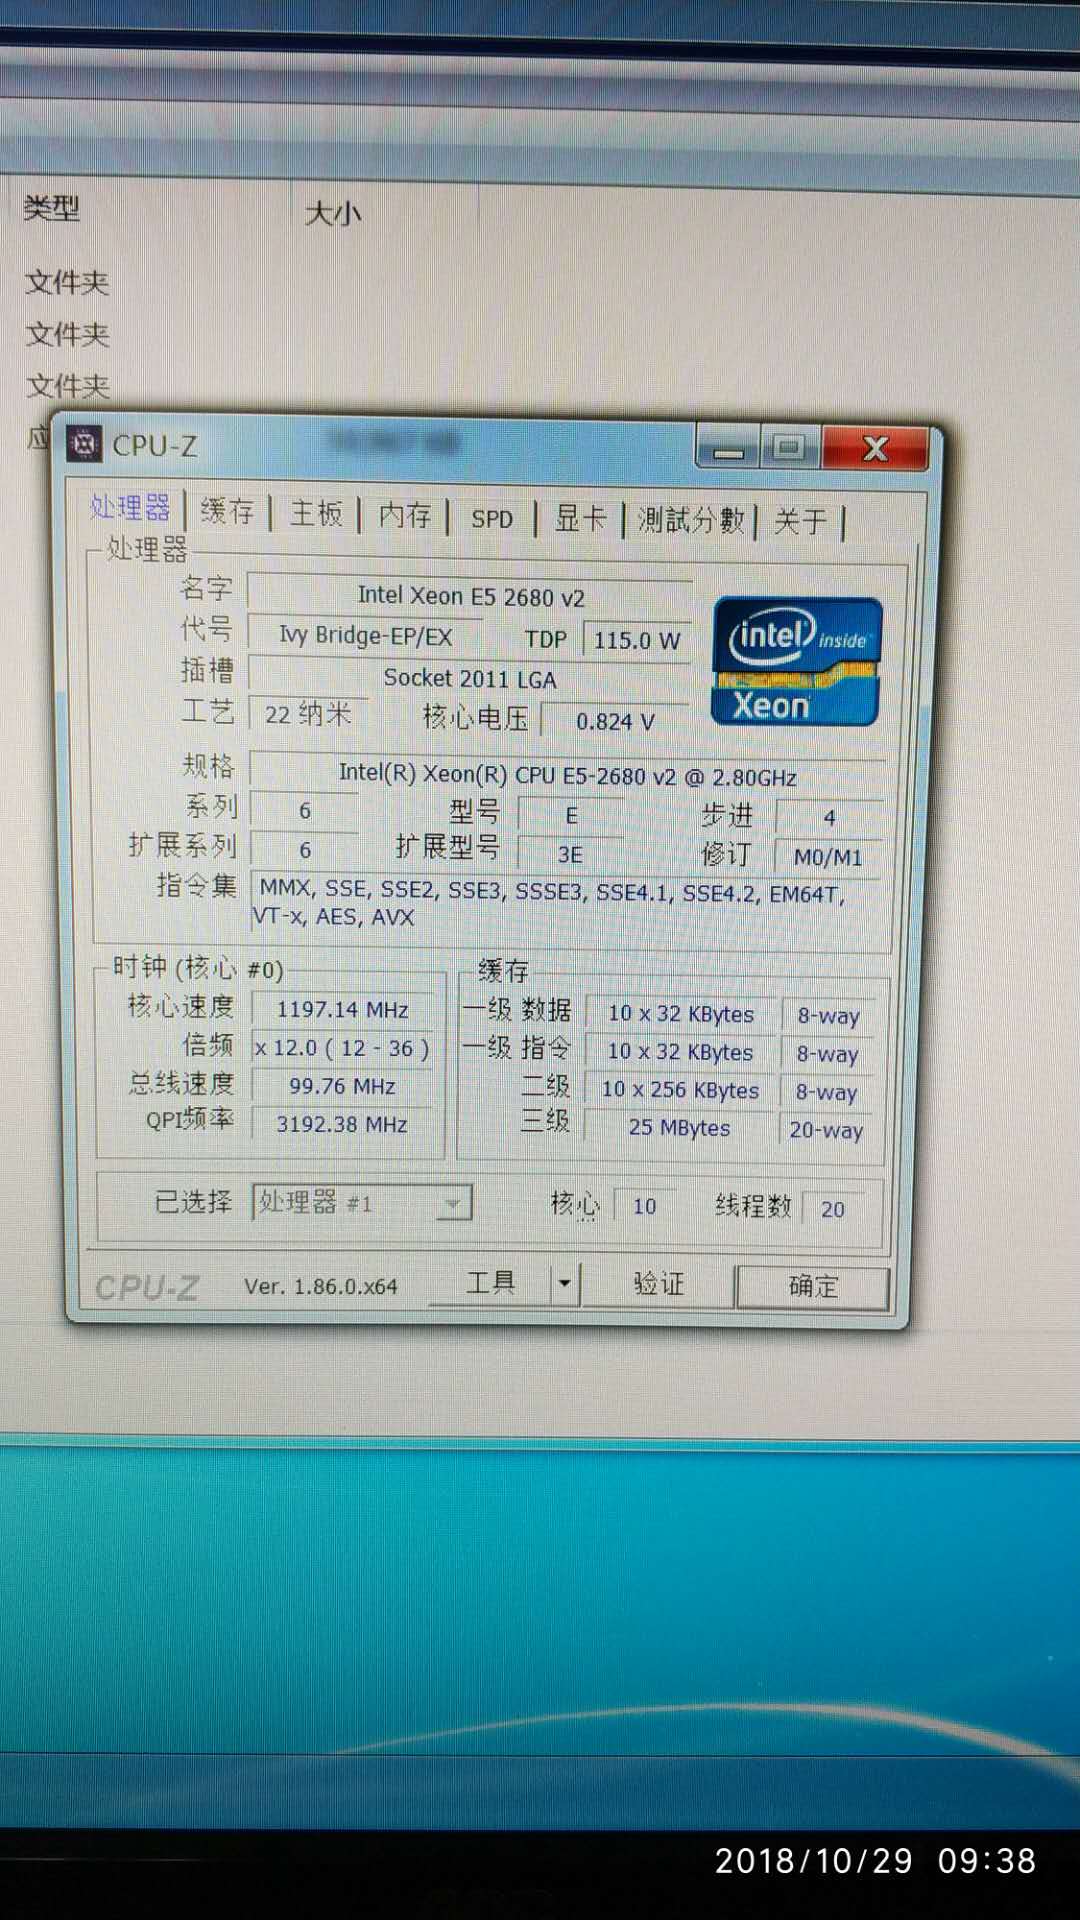 类型 大小
文件夹
文件夹
文件夹
应
CPU-Z
处理器 缓存 主板 内存 SPD 显卡 測試分數 关于
处理器
名字 Intel Xeon E5 2680 v2
代号 Ivy Bridge-EP/EX TDP 115.0 W
插槽 Socket 2011 LGA
工艺 22 纳米 核心电压 0.824 V
intel inside
Xeon
规格 Intel(R) Xeon(R) CPU E5-2680 v2 @ 2.80GHz
系列 6 型号 E 步进 4
扩展系列 6 扩展型号 3E 修订 M0/M1
指令集 MMX, SSE, SSE2, SSE3, SSSE3, SSE4.1, SSE4.2, EM64T,
VT-x, AES, AVX
时钟 (核心 #0)
核心速度 1197.14 MHz
倍频 x 12.0 ( 12 - 36 )
总线速度 99.76 MHz
QPI频率 3192.38 MHz
缓存
一级 数据 10 x 32 KBytes 8-way
一级 指令 10 x 32 KBytes 8-way
二级 10 x 256 KBytes 8-way
三级 25 MBytes 20-way
已选择 处理器 #1 核心 10 线程数 20
CPU-Z Ver. 1.86.0.x64 工具 验证 确定
2018/10/29 09:38